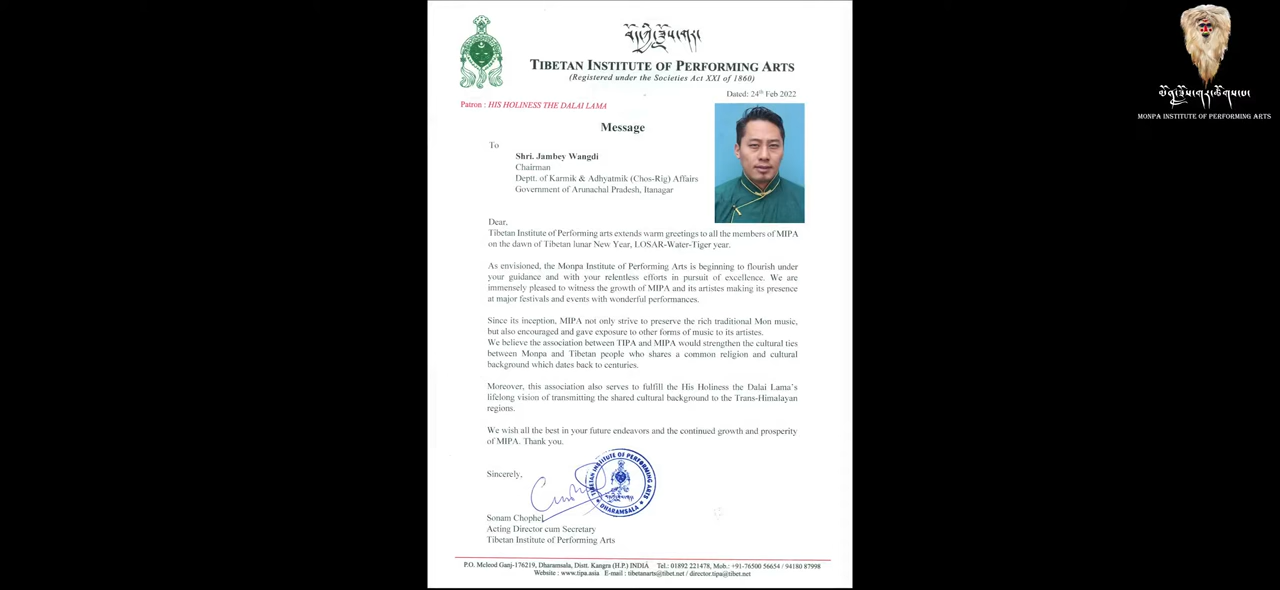 བོད་ཀྱི་ཟློས་གར།
TIBETAN INSTITUTE OF PERFORMING ARTS
(Registered under the Societies Act XXI of 1860)
Dated: 24th Feb 2022
Patron : HIS HOLINESS THE DALAI LAMA
Message
To
Shri. Jambey Wangdi
Chairman
Deptt. of Karmik & Adhyatmik (Chos-Rig) Affairs
Government of Arunachal Pradesh, Itanagar
Dear,
Tibetan Institute of Performing arts extends warm greetings to all the members of MIPA
on the dawn of Tibetan lunar New Year, LOSAR-Water-Tiger year.
As envisioned, the Monpa Institute of Performing Arts is beginning to flourish under
your guidance and with your relentless efforts in pursuit of excellence. We are
immensely pleased to witness the growth of MIPA and its artistes making its presence
at major festivals and events with wonderful performances.
Since its inception, MIPA not only strive to preserve the rich traditional Mon music,
but also encouraged and gave exposure to other forms of music to its artistes.
We believe the association between TIPA and MIPA would strengthen the cultural ties
between Monpa and Tibetan people who shares a common religion and cultural
background which dates back to centuries.
Moreover, this association also serves to fulfill the His Holiness the Dalai Lama's
lifelong vision of transmitting the shared cultural background to the Trans-Himalayan
regions.
We wish all the best in your future endeavors and the continued growth and prosperity
of MIPA. Thank you.
Sincerely,
TIBETAN INSTITUTE OF PERFORMING ARTS
DHARAMSALA
Sonam Chophel
Acting Director cum Secretary
Tibetan Institute of Performing Arts
P.O. Mcleod Ganj-176219, Dharamsala, Distt. Kangra (H.P.) INDIA Tel.: 01892 221478, Mob.: +91-76500 56654 / 94180 87998
Website : www.tipa.asia E-mail : tibetanarts@tibet.net / director.tipa@tibet.net
MONPA INSTITUTE OF PERFORMING ARTS